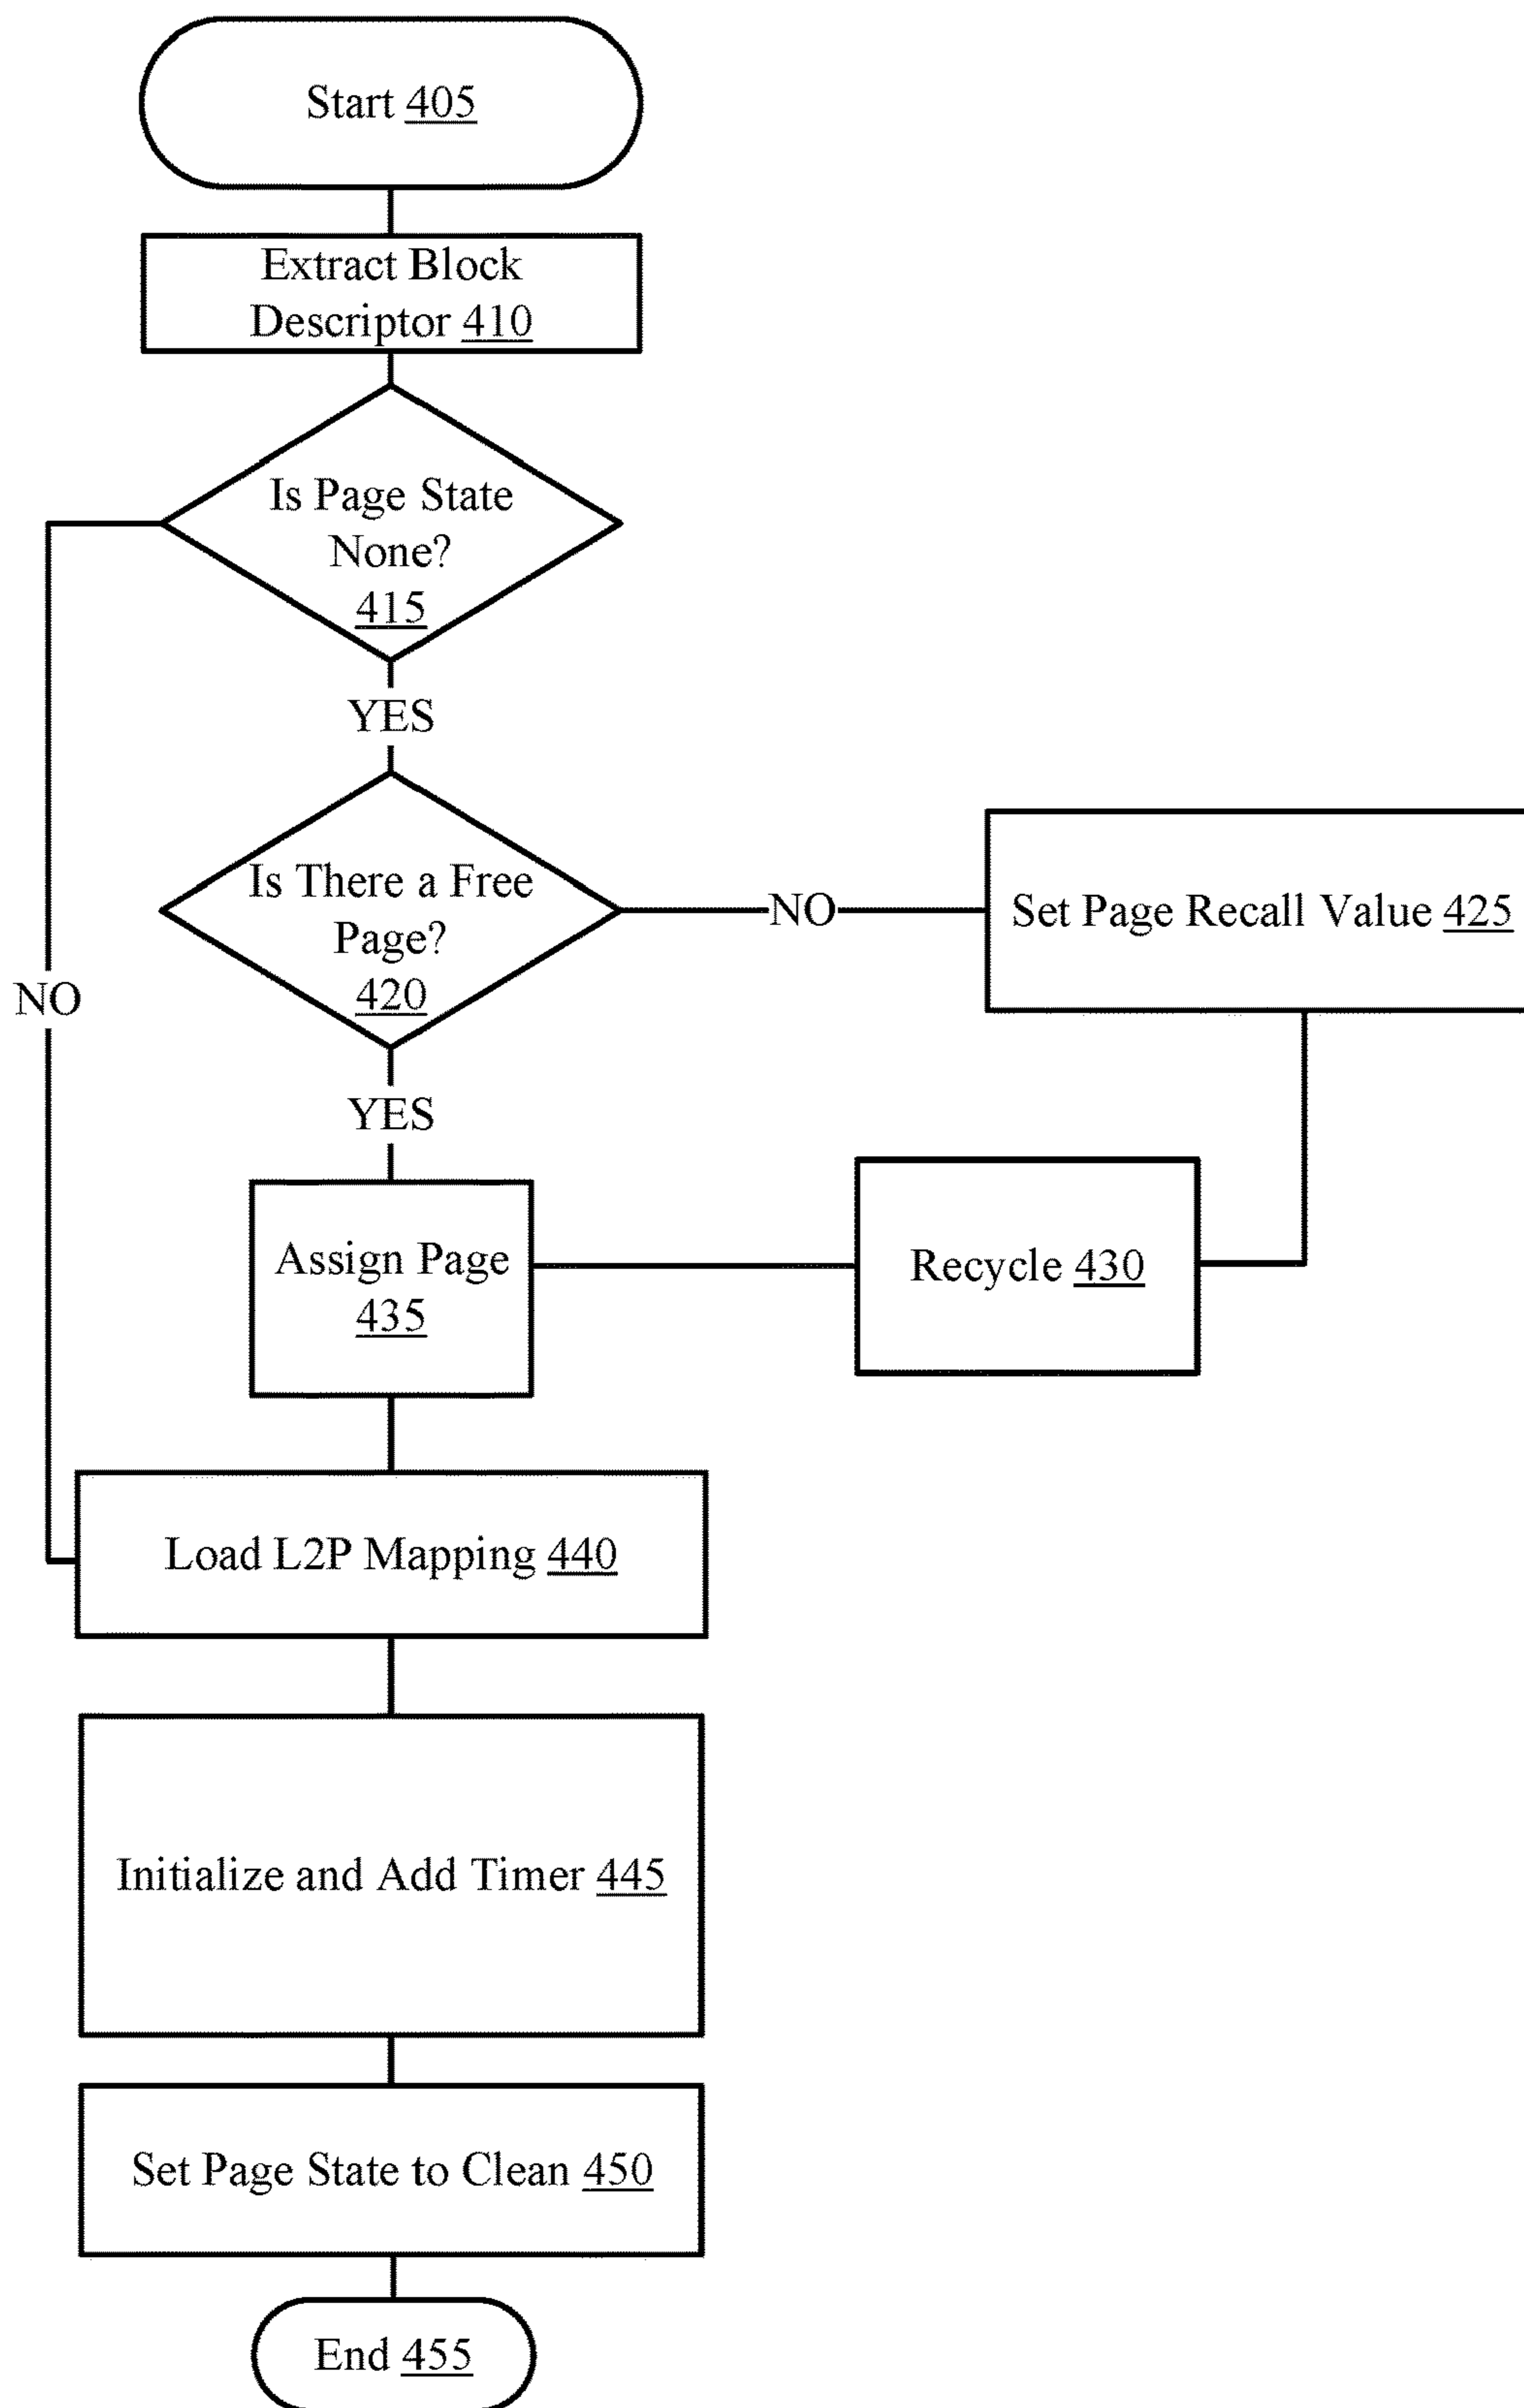 Start 405
Extract Block
Descriptor 410
Is Page State
None?
415
YES
Is There a Free
Page?
420
NO
Set Page Recall Value 425
NO
YES
Assign Page
435
Recycle 430
Load L2P Mapping 440
Initialize and Add Timer 445
Set Page State to Clean 450
End 455